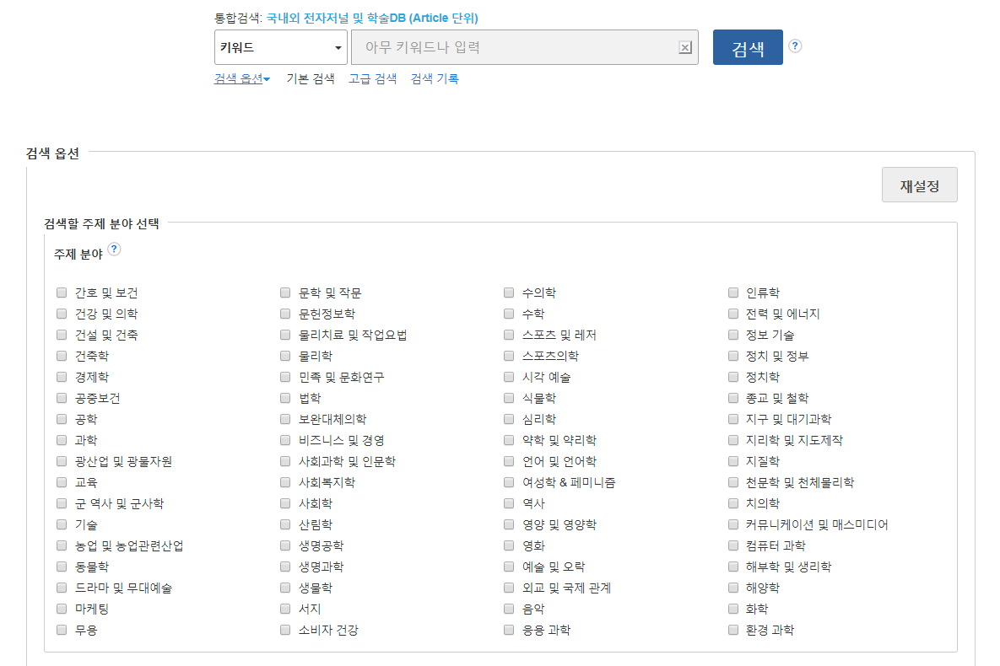 통합검색: 국내외 전자저널 및 학술DB (Article 단위)
키워드 아무 키워드나 입력 검색 ?
검색 옵션 기본 검색 고급 검색 검색 기록
검색 옵션
재설정
검색할 주제 분야 선택
주제 분야 ?
간호 및 보건 문학 및 작문 수의학 인류학
건강 및 의학 문헌정보학 수학 전력 및 에너지
건설 및 건축 물리치료 및 작업요법 스포츠 및 레저 정보 기술
건축학 물리학 스포츠의학 정치 및 정부
경제학 민족 및 문화연구 시각 예술 정치학
공중보건 법학 식물학 종교 및 철학
공학 보완대체의학 심리학 지구 및 대기과학
과학 비즈니스 및 경영 약학 및 약리학 지리학 및 지도제작
광산업 및 광물자원 사회과학 및 인문학 언어 및 언어학 지질학
교육 사회복지학 여성학 & 페미니즘 천문학 및 천체물리학
군 역사 및 군사학 사회학 역사 치의학
기술 산림학 영양 및 영양학 커뮤니케이션 및 매스미디어
농업 및 농업관련산업 생명공학 영화 컴퓨터 과학
동물학 생명과학 예술 및 오락 해부학 및 생리학
드라마 및 무대예술 생물학 외교 및 국제 관계 해양학
마케팅 서지 음악 화학
무용 소비자 건강 응용 과학 환경 과학